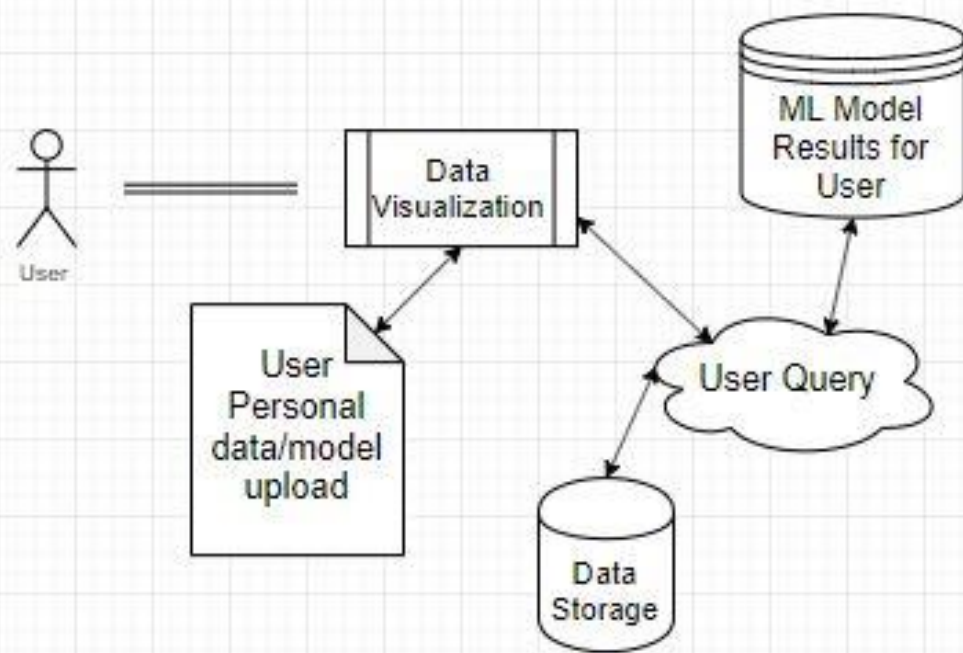 User
Data
Visualization
ML Model
Results for
User
User
Personal
data/model
upload
User Query
Data
Storage